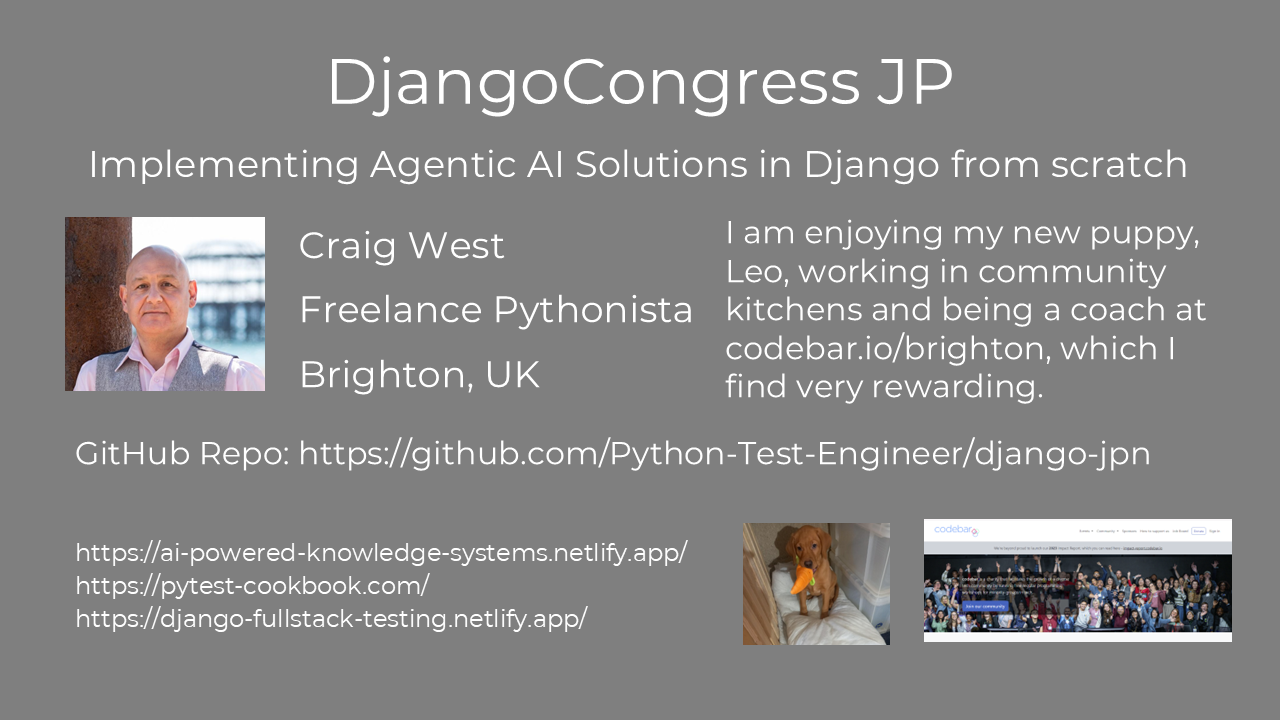 DjangoCongress JP
Implementing Agentic AI Solutions in Django from scratch
Craig West
Freelance Pythonista
Brighton, UK
I am enjoying my new puppy,
Leo, working in community
kitchens and being a coach at
codebar.io/brighton, which I
find very rewarding.
GitHub Repo: https://github.com/Python-Test-Engineer/django-jpn
https://ai-powered-knowledge-systems.netlify.app/
https://pytest-cookbook.com/
https://django-fullstack-testing.netlify.app/
codebar
Join our community